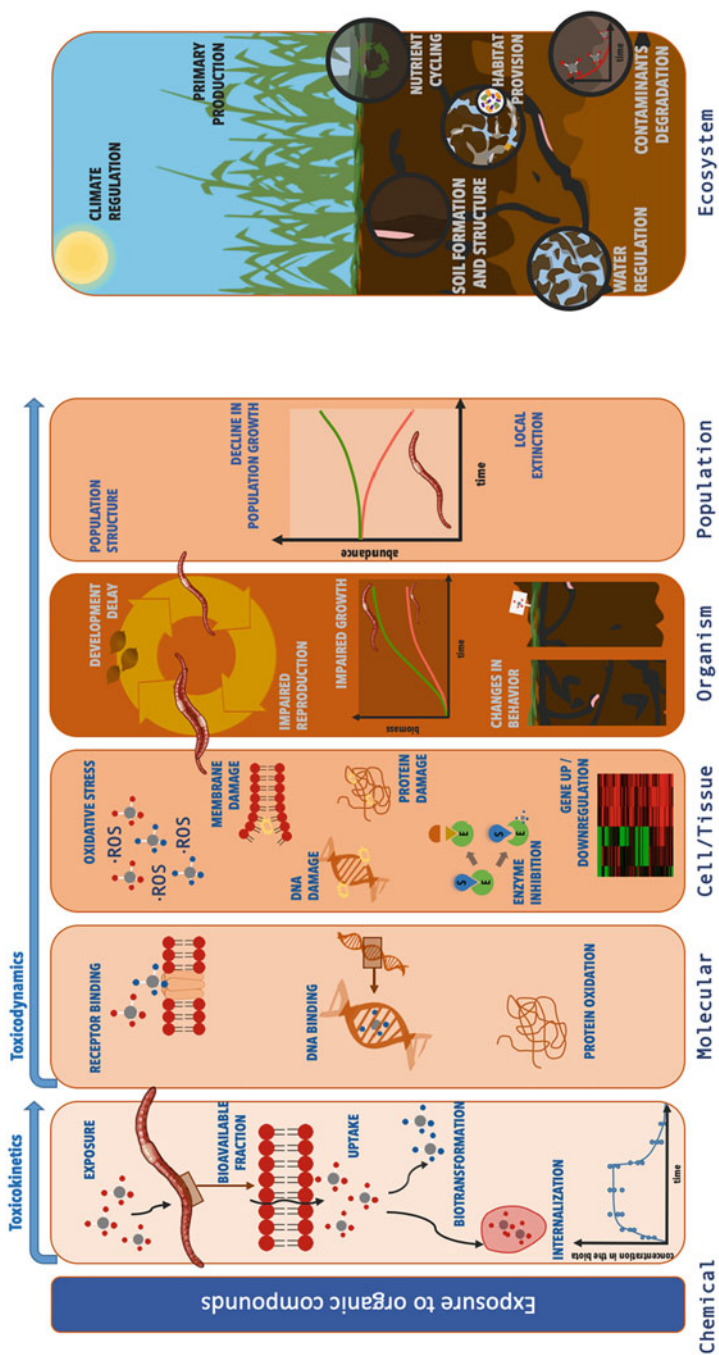 Toxicokinetics
Toxicodynamics
Exposure to organic compounds
EXPOSURE
BIOAVAILABLE
FRACTION
UPTAKE
BIOTRANSFORMATION
INTERNALIZATION
concentration in the biota
time
RECEPTOR BINDING
DNA BINDING
PROTEIN OXIDATION
OXIDATIVE STRESS
·ROS
·ROS
·ROS
MEMBRANE
DAMAGE
DNA
DAMAGE
PROTEIN
DAMAGE
S
E
E
S
E
ENZYME
INHIBITION
GENE UP /
DOWNREGULATION
DEVELOPMENT
DELAY
IMPAIRED
REPRODUCTION
IMPAIRED GROWTH
biomass
time
CHANGES IN
BEHAVIOR
POPULATION
STRUCTURE
DECLINE IN
POPULATION GROWTH
abundance
time
LOCAL
EXTINCTION
CLIMATE
REGULATION
PRIMARY
PRODUCTION
NUTRIENT
CYCLING
SOIL FORMATION
AND STRUCTURE
HABITAT
PROVISION
WATER
REGULATION
time
CONTAMINANTS
DEGRADATION
Chemical
Molecular
Cell/Tissue
Organism
Population
Ecosystem